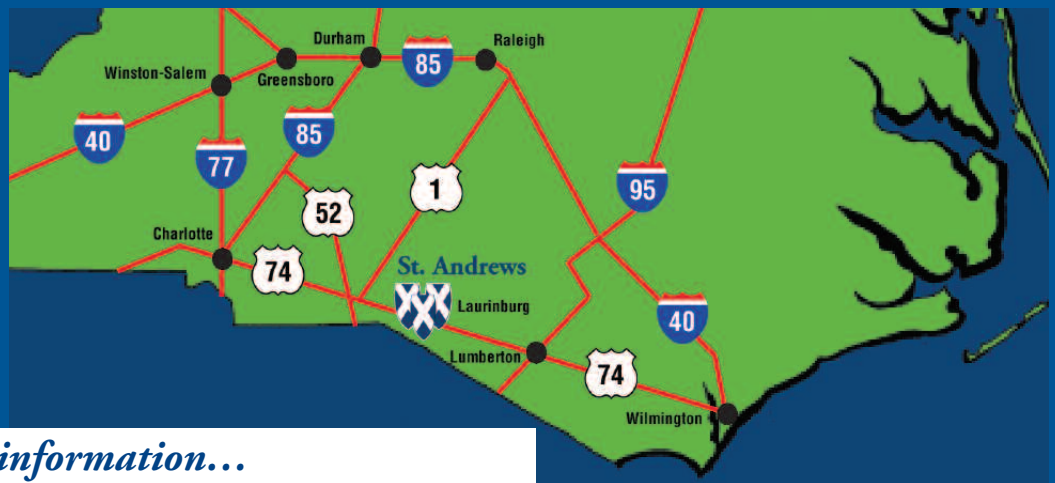 Durham
Raleigh
85
Winston-Salem
Greensboro
40
77
85
1
52
95
Charlotte
74
St. Andrews
Laurinburg
40
Lumberton
74
Wilmington
information...